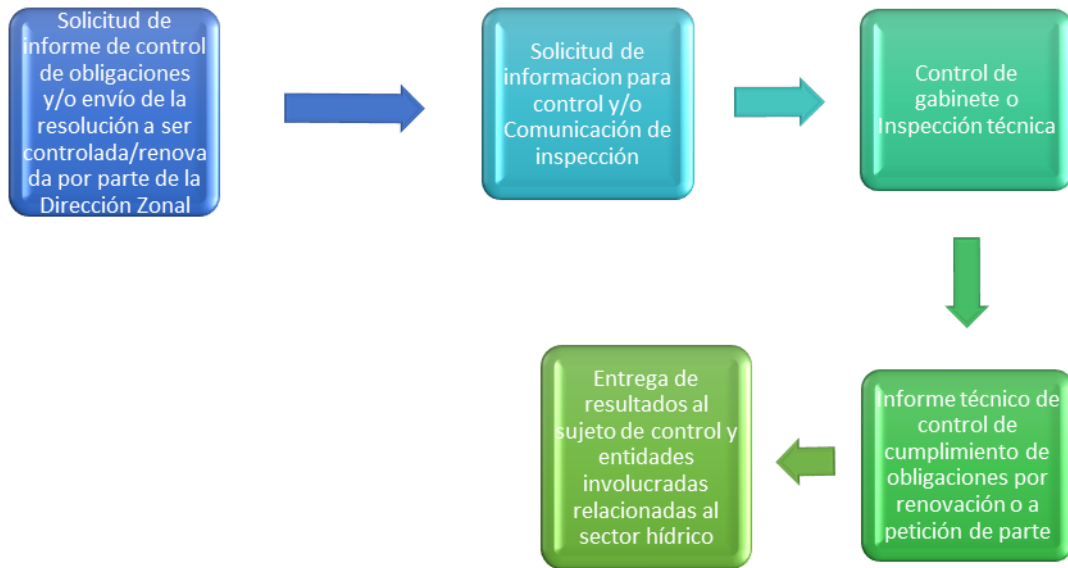 Solicitud de
informe de control
de obligaciones
y/o envío de la
resolución a ser
controlada/renova
da por parte de la
Dirección Zonal
Solicitud de
informacion para
control y/o
Comunicación de
inspección
Control de
gabinete o
Inspección técnica
Informe técnico de
control de
cumplimiento de
obligaciones por
renovación o a
petición de parte
Entrega de
resultados al
sujeto de control y
entidades
involucradas
relacionadas al
sector hídrico